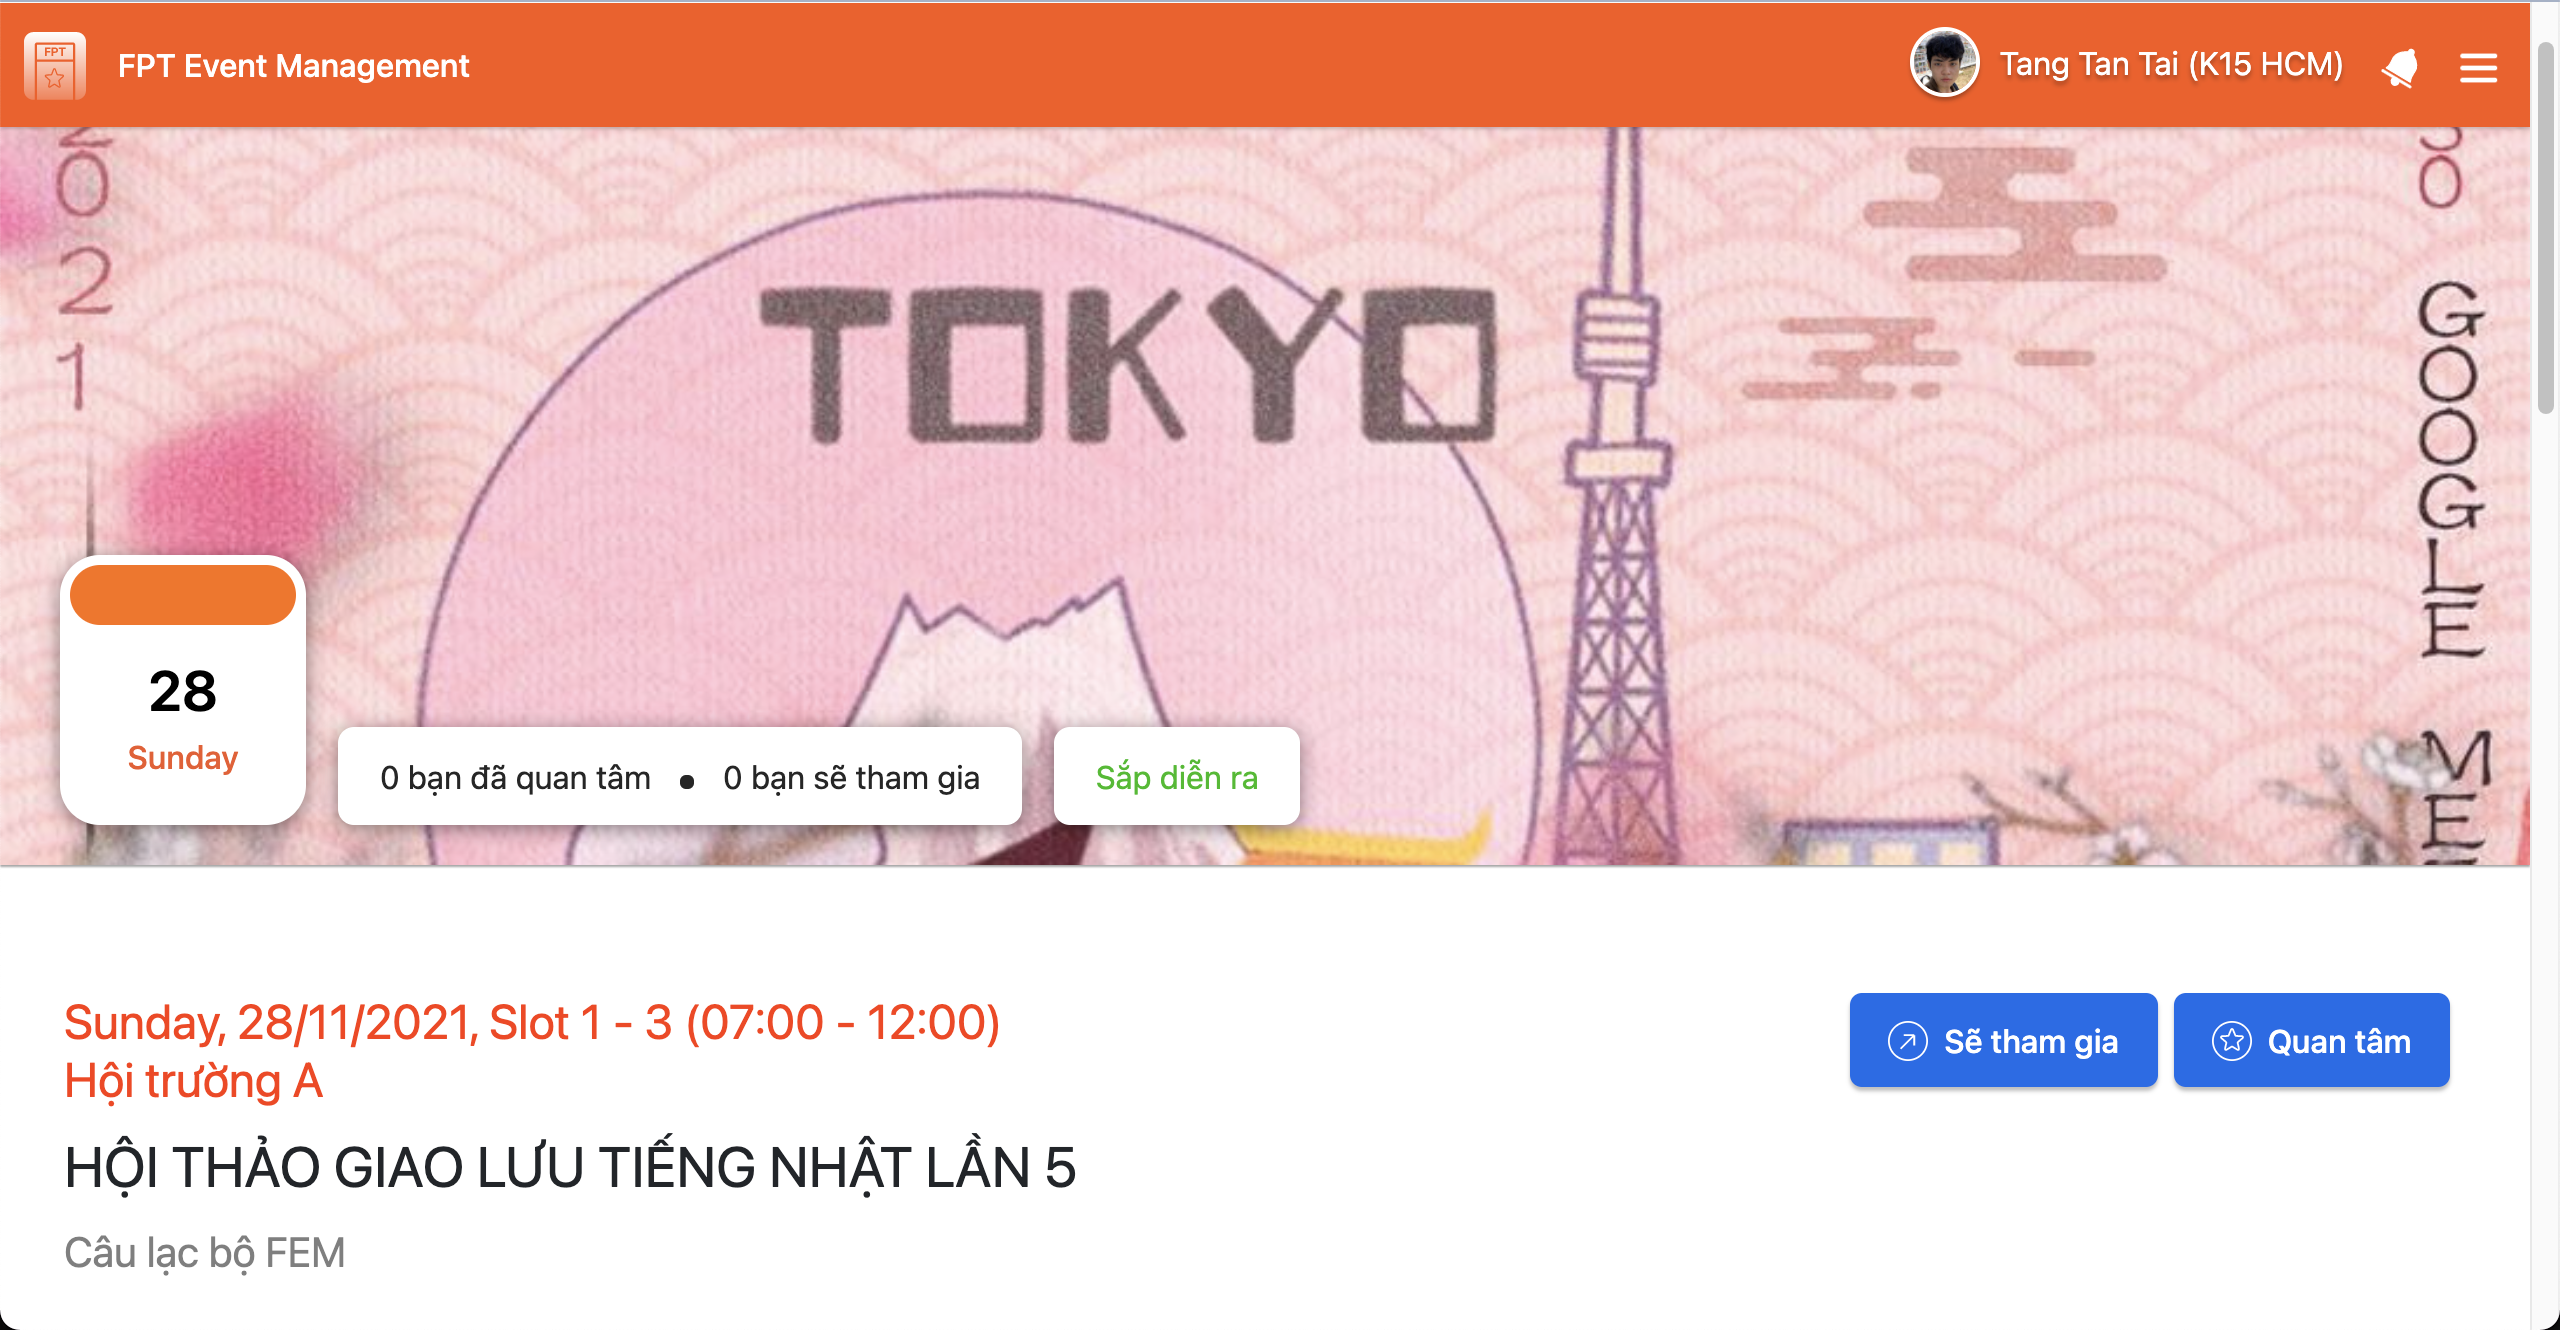 FPT
FPT Event Management
Tang Tan Tai (K15 HCM)
2021
TOKYO
GOOGLE
28
Sunday
0 bạn đã quan tâm • 0 bạn sẽ tham gia
Sắp diễn ra
Sunday, 28/11/2021, Slot 1 - 3 (07:00 - 12:00)
Hội trường A
Sẽ tham gia
Quan tâm
HỘI THẢO GIAO LƯU TIẾNG NHẬT LẦN 5
Câu lạc bộ FEM